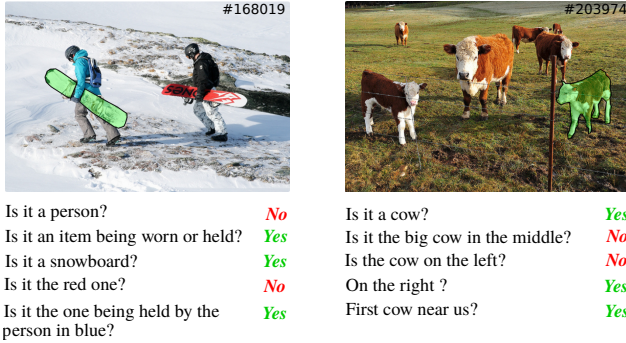 #168019
#203974
Is it a person? No
Is it an item being worn or held? Yes
Is it a snowboard? Yes
Is it the red one? No
Is it the one being held by the person in blue? Yes
Is it a cow? Yes
Is it the big cow in the middle? No
Is the cow on the left? No
On the right ? Yes
First cow near us? Yes